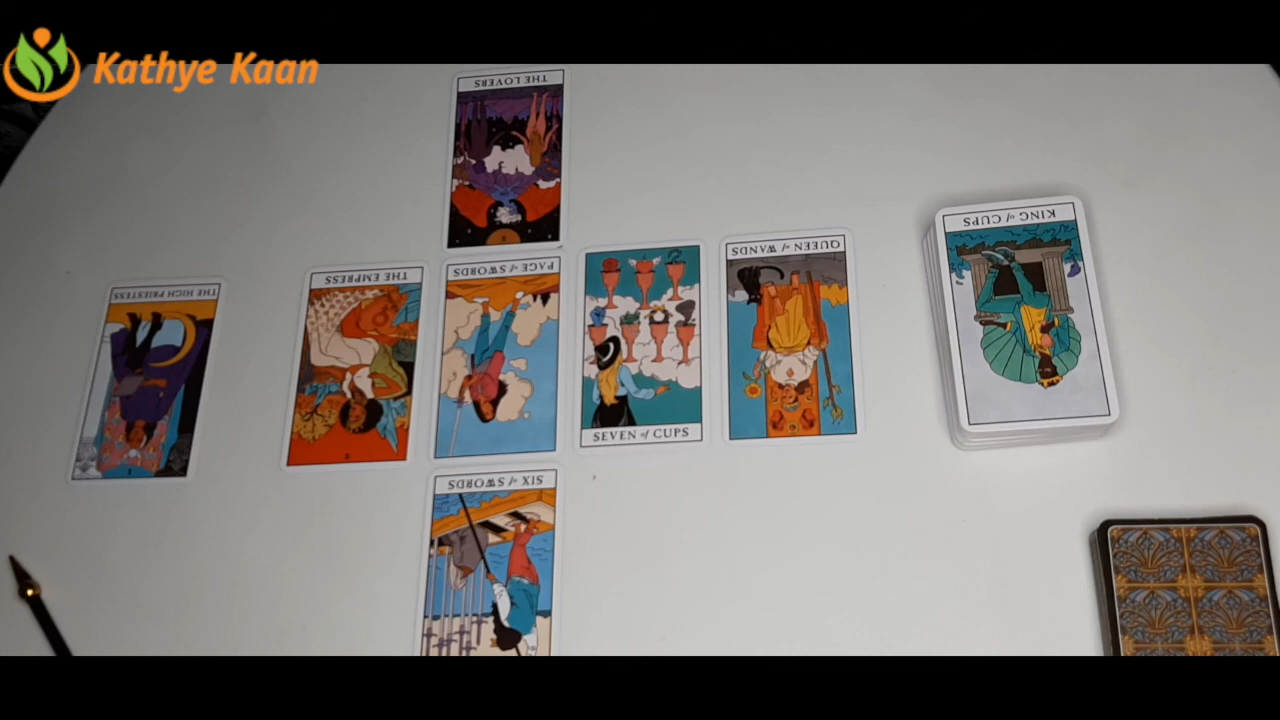 Kathye Kaan
THE LOVERS
KING of CUPS
QUEEN of WANDS
PAGE of SWORDS
THE EMPRESS
THE HIGH PRIESTESS
SEVEN of CUPS
SIX of SWORDS